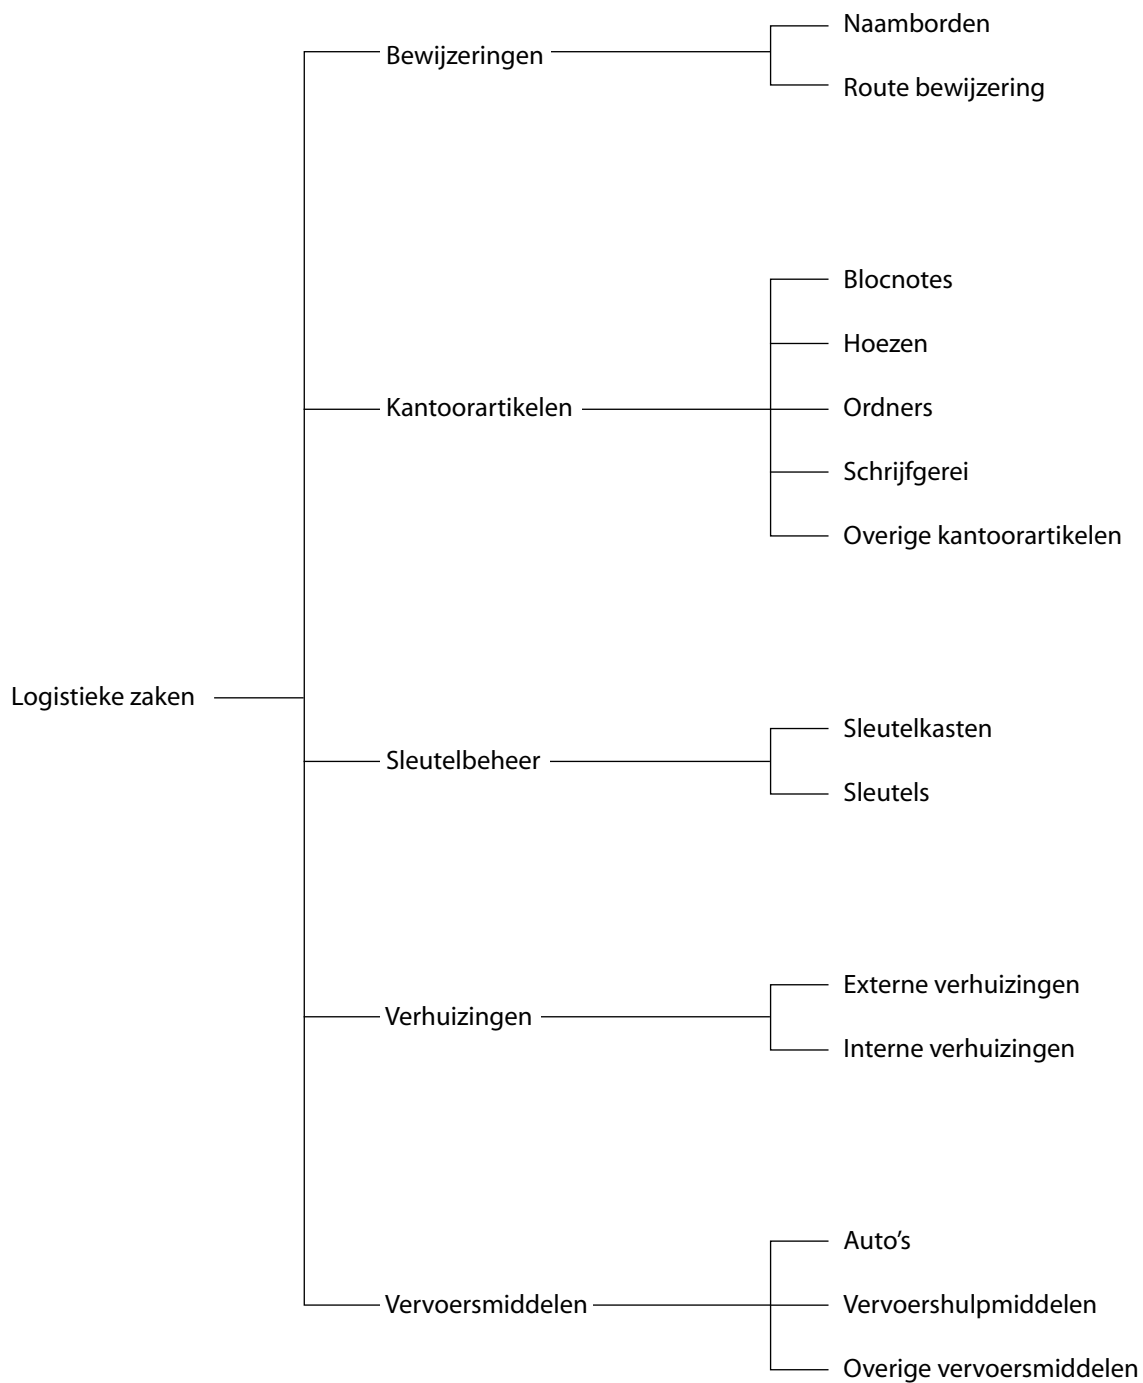 Naamborden
Bewijzeringen
Route bewijzering
Blocnotes
Hoezen
Kantoorartikelen
Ordners
Schrijfgerei
Overige kantoorartikelen
Logistieke zaken
Sleutelkasten
Sleutelbeheer
Sleutels
Externe verhuizingen
Verhuizingen
Interne verhuizingen
Auto’s
Vervoersmiddelen
Vervoershulpmiddelen
Overige vervoersmiddelen